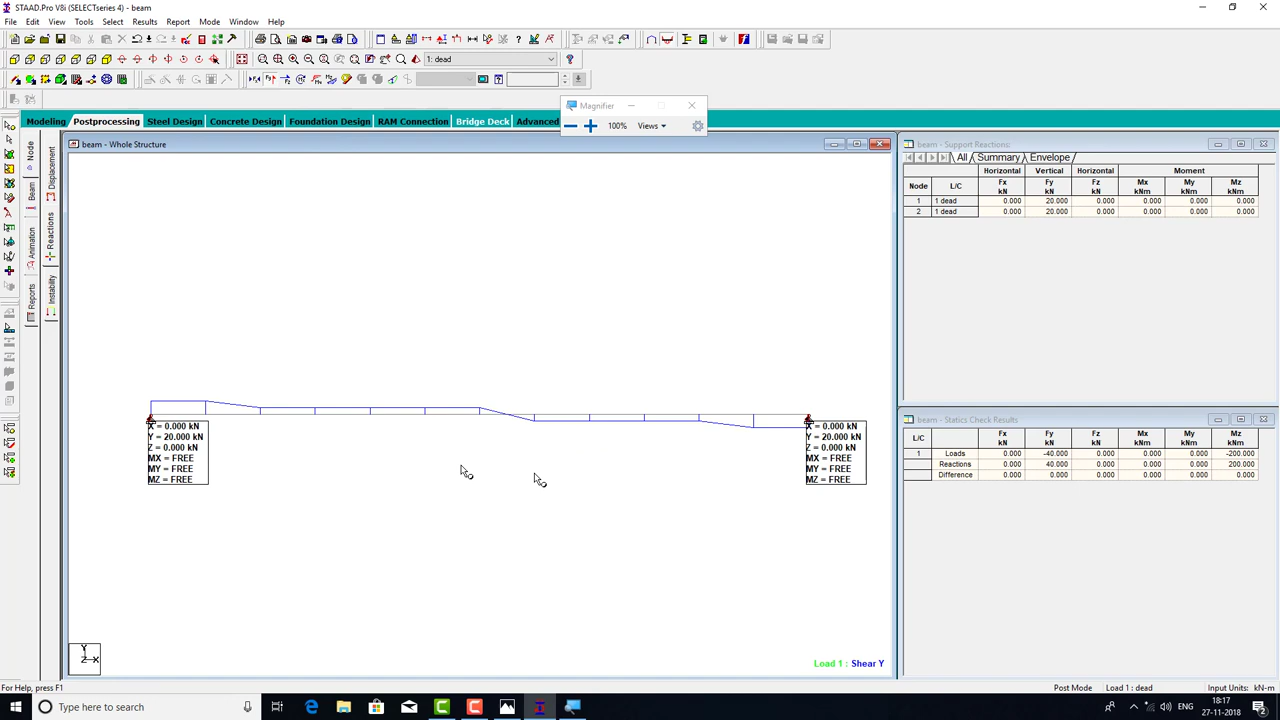 STAAD.Pro V8i (SELECTseries 4) - beam
File Edit View Tools Select Results Report Mode Window Help
1: dead
Magnifier
100% Views
Modeling Postprocessing Steel Design Concrete Design Foundation Design RAM Connection Bridge Deck Advanced
beam - Whole Structure
Node
Beam
Animation
Reports
Displacement
Reactions
Instability
X = 0.000 kN
Y = 20.000 kN
Z = 0.000 kN
MX = FREE
MY = FREE
MZ = FREE
X = 0.000 kN
Y = 20.000 kN
Z = 0.000 kN
MX = FREE
MY = FREE
MZ = FREE
Y
Z X
Load 1 : Shear Y
beam - Support Reactions:
All Summary Envelope
Horizontal Vertical Horizontal Moment
Node L/C Fx kN Fy kN Fz kN Mx kNm My kNm Mz kNm
1 1 dead 0.000 20.000 0.000 0.000 0.000 0.000
2 1 dead 0.000 20.000 0.000 0.000 0.000 0.000
beam - Statics Check Results
L/C Fx kN Fy kN Fz kN Mx kNm My kNm Mz kNm
1 Loads 0.000 -40.000 0.000 0.000 0.000 -200.000
Reactions 0.000 40.000 0.000 0.000 0.000 200.000
Difference 0.000 0.000 0.000 0.000 0.000 0.000
For Help, press F1
Post Mode Load 1 : dead Input Units: kN-m
Type here to search
ENG
18:17
27-11-2018